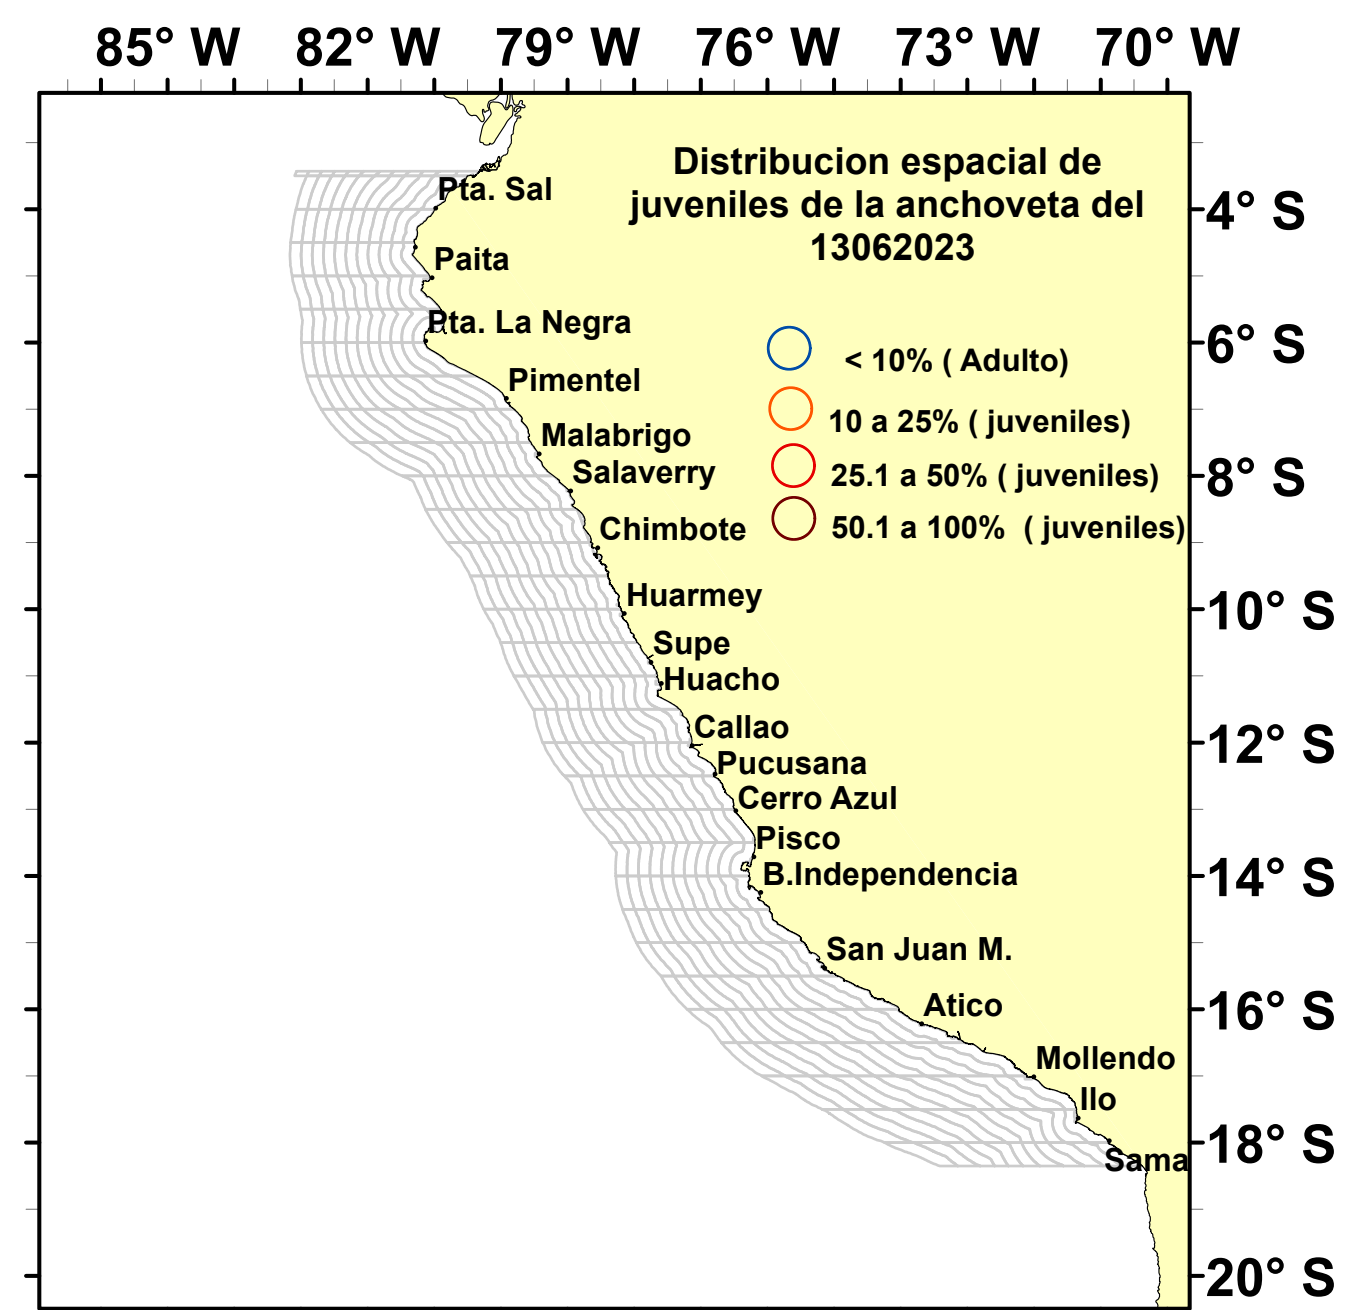 85° W 82° W 79° W 76° W 73° W 70° W
Distribucion espacial de
juveniles de la anchoveta del
13062023
Pta. Sal
4° S
Paita
Pta. La Negra
6° S
< 10% ( Adulto)
Pimentel
10 a 25% ( juveniles)
Malabrigo
Salaverry
25.1 a 50% ( juveniles)
8° S
Chimbote
50.1 a 100% ( juveniles)
Huarmey
10° S
Supe
Huacho
Callao
12° S
Pucusana
Cerro Azul
Pisco
B.Independencia
14° S
San Juan M.
Atico
16° S
Mollendo
Ilo
18° S
Sama
20° S